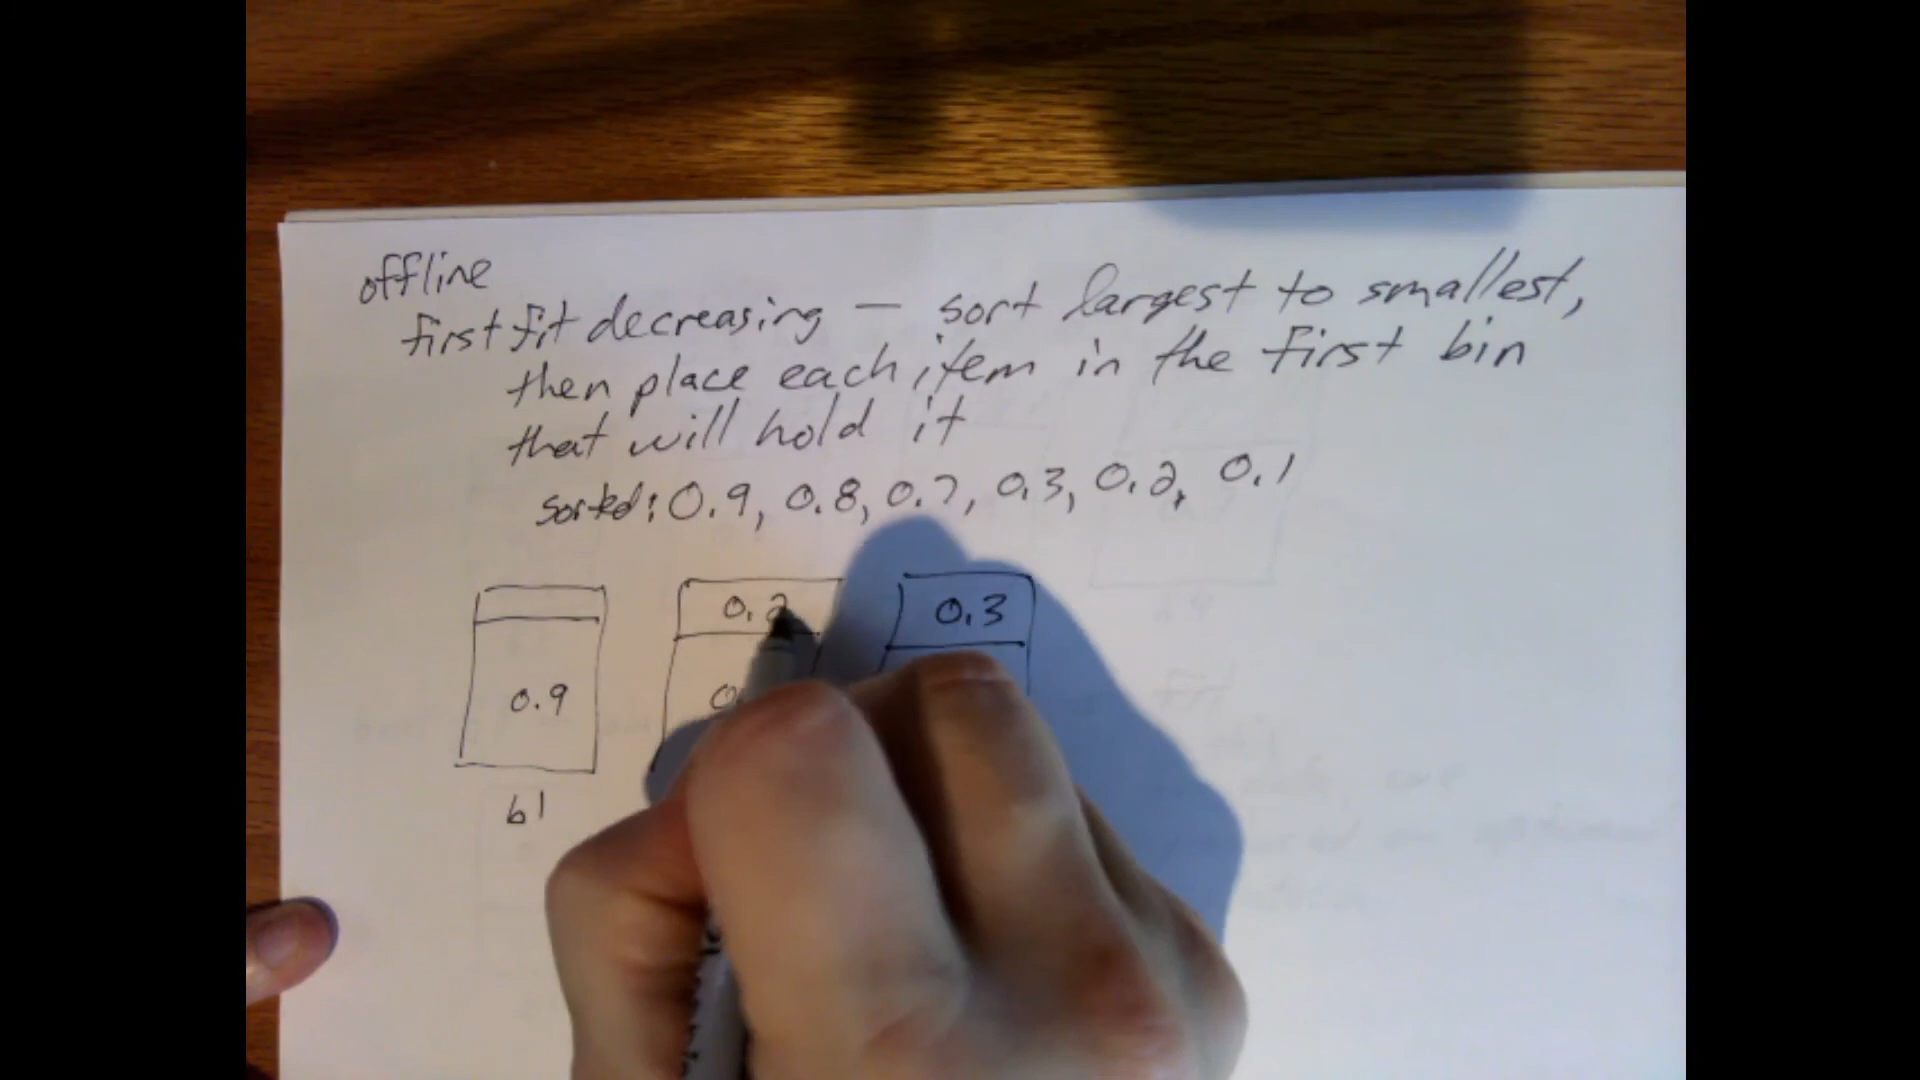 offline
first fit decreasing — sort largest to smallest,
then place each item in the first bin
that will hold it
sorted: 0.9, 0.8, 0.7, 0.3, 0.2, 0.1
0.2 0.3
0.9
b1